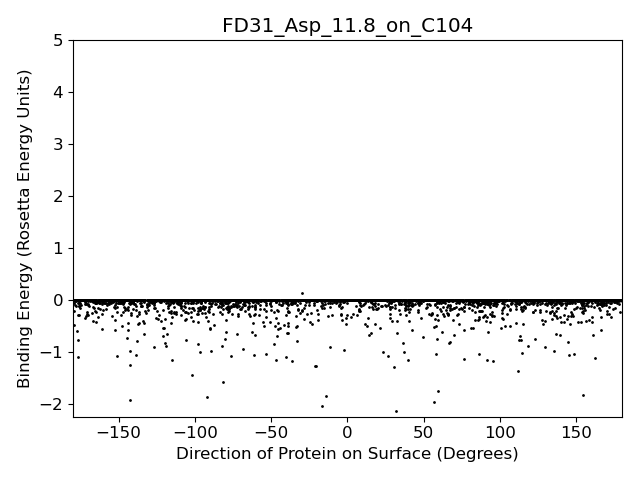 FD31_Asp_11.8_on_C104
Binding Energy (Rosetta Energy Units)
5
4
3
2
1
0
−1
−2
−150 −100 −50 0 50 100 150
Direction of Protein on Surface (Degrees)